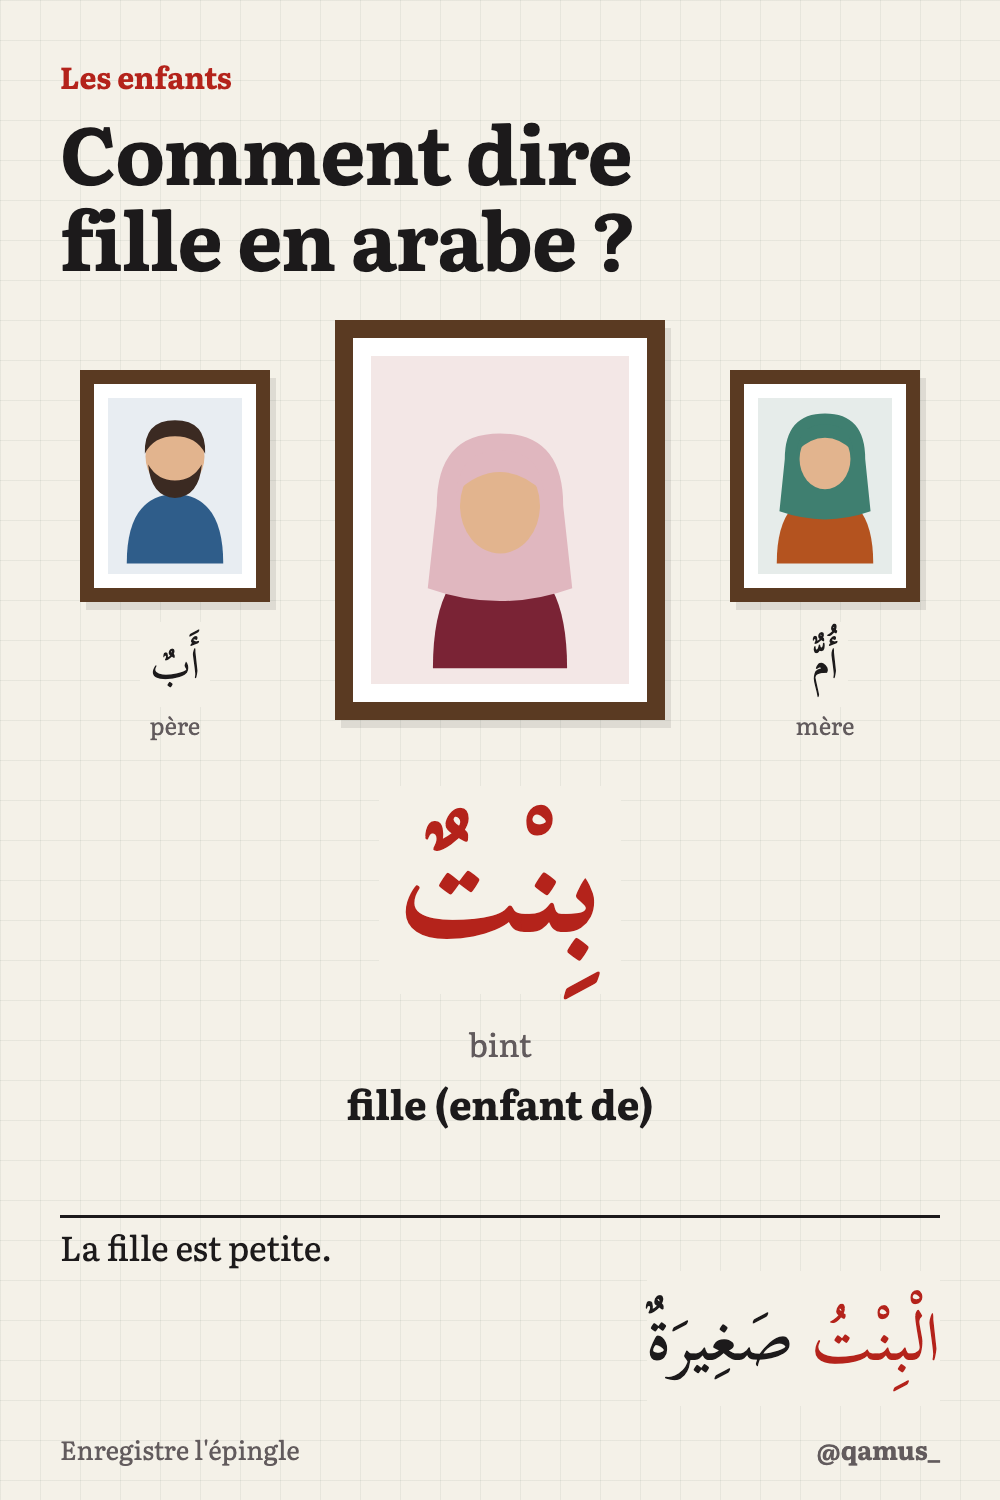 Les enfants
Comment dire
fille en arabe ?
أَبٌ
père
أُمٌّ
mère
بِنْتٌ
bint
fille (enfant de)
La fille est petite.
الْبِنْتُ صَغِيرَةٌ
Enregistre l'épingle
@qamus_